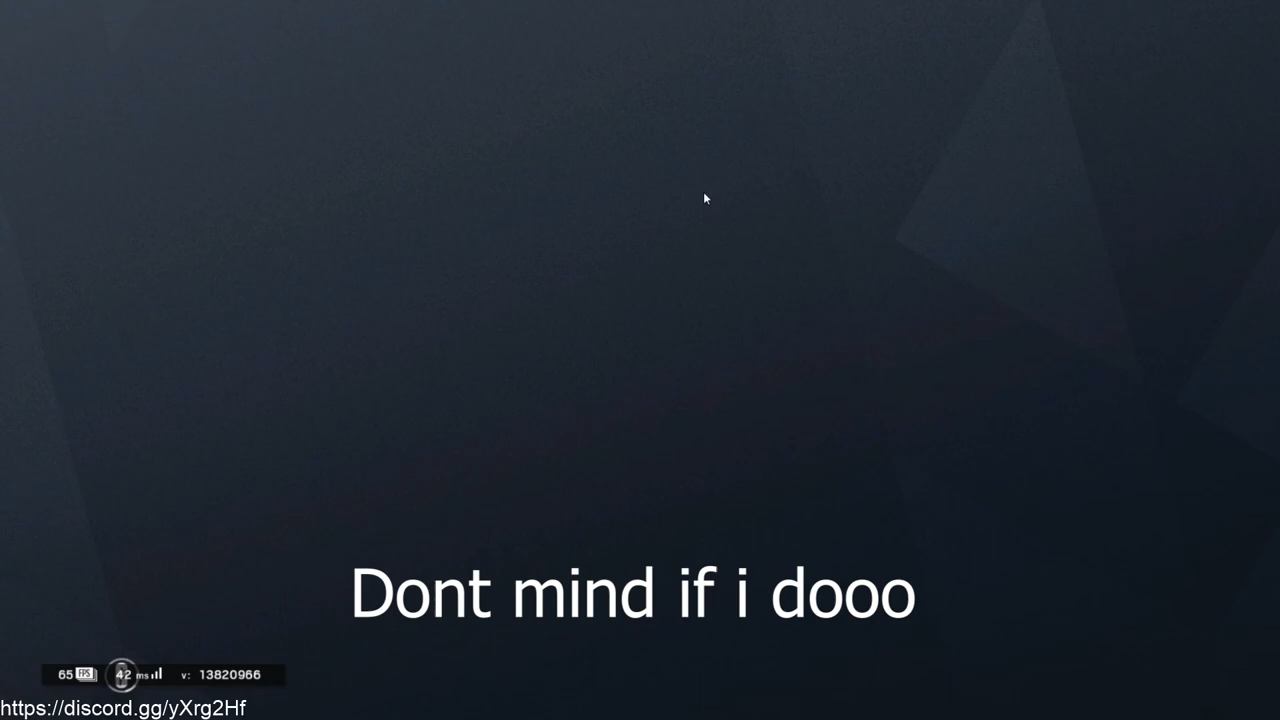 Dont mind if i dooo
65 FPS 42 ms v: 13820966
https://discord.gg/yXrg2Hf